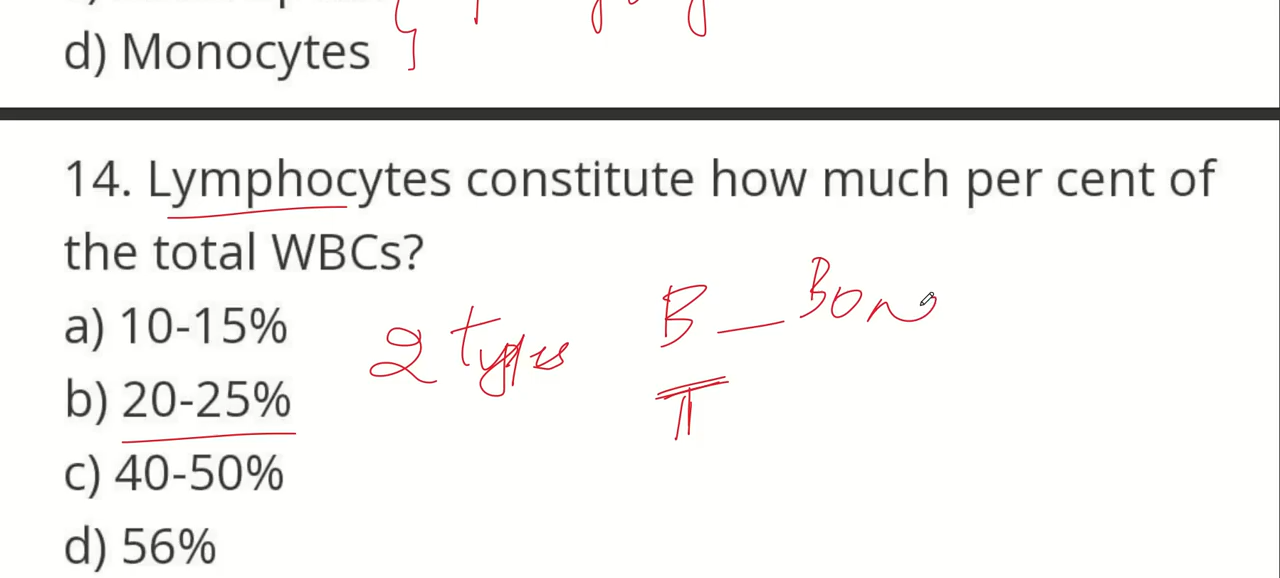 d) Monocytes
14. Lymphocytes constitute how much per cent of
the total WBCs?
a) 10-15%
b) 20-25%
c) 40-50%
d) 56%
2 types
B — Bon
T